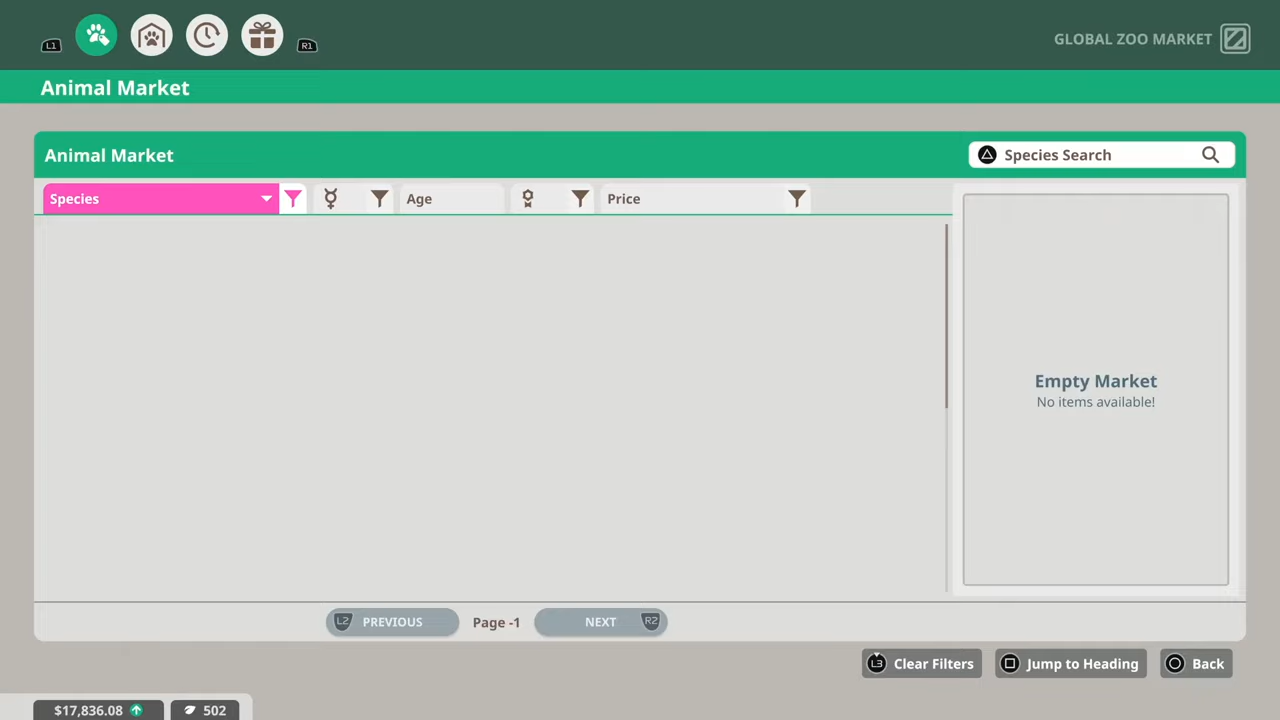 L1
R1
GLOBAL ZOO MARKET
Animal Market
Animal Market
Species Search
Species
Age
Price
Empty Market
No items available!
L2 PREVIOUS
Page -1
NEXT R2
L3 Clear Filters
Jump to Heading
Back
$17,836.08
502